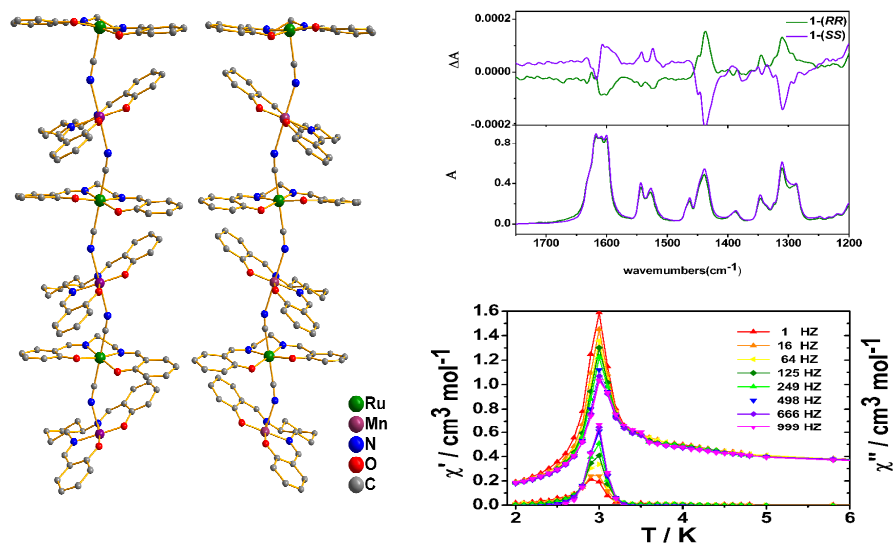 Ru
Mn
N
O
C
0.0002
0.0000
-0.0002
ΔA
1-(RR)
1-(SS)
0.8
0.4
0.0
A
1700 1600 1500 1400 1300 1200
wavemumbers(cm-1)
1.6
1.4
1.2
1.0
0.8
0.6
0.4
0.2
0.0
χ' / cm3 mol-1
1 HZ
16 HZ
64 HZ
125 HZ
249 HZ
498 HZ
666 HZ
999 HZ
χ'' / cm3 mol-1
2 3 4 5 6
T / K